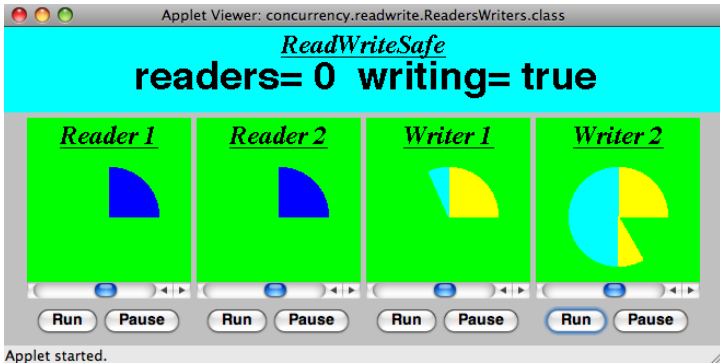 Applet Viewer: concurrency.readwrite.ReadersWriters.class
ReadWriteSafe
readers= 0 writing= true
Reader 1 Reader 2 Writer 1 Writer 2
Run Pause Run Pause Run Pause Run Pause
Applet started.